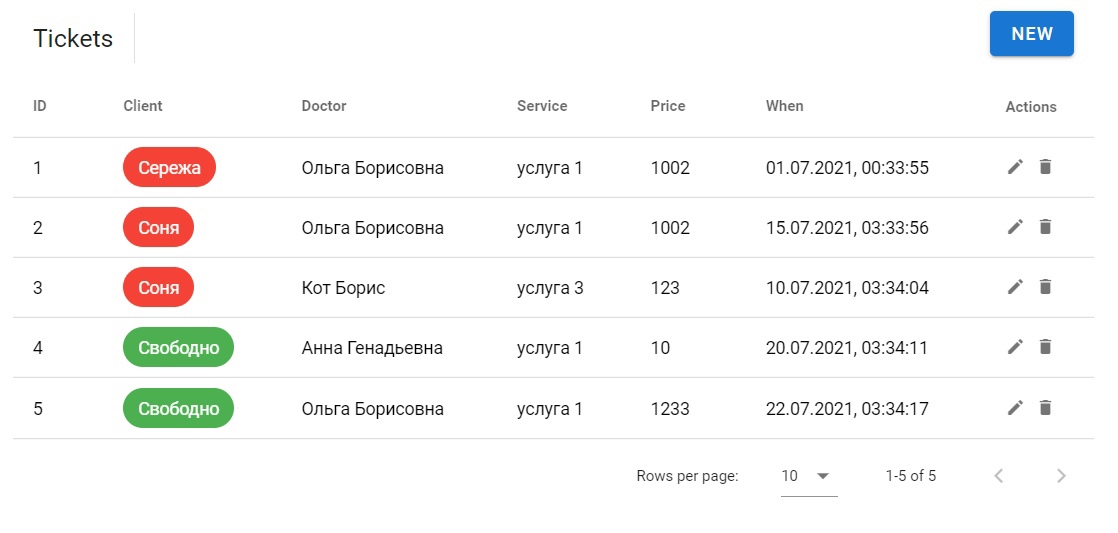 Tickets NEW
ID Client Doctor Service Price When Actions
1 Сережа Ольга Борисовна услуга 1 1002 01.07.2021, 00:33:55
2 Соня Ольга Борисовна услуга 1 1002 15.07.2021, 03:33:56
3 Соня Кот Борис услуга 3 123 10.07.2021, 03:34:04
4 Свободно Анна Генадьевна услуга 1 10 20.07.2021, 03:34:11
5 Свободно Ольга Борисовна услуга 1 1233 22.07.2021, 03:34:17
Rows per page: 10 1-5 of 5